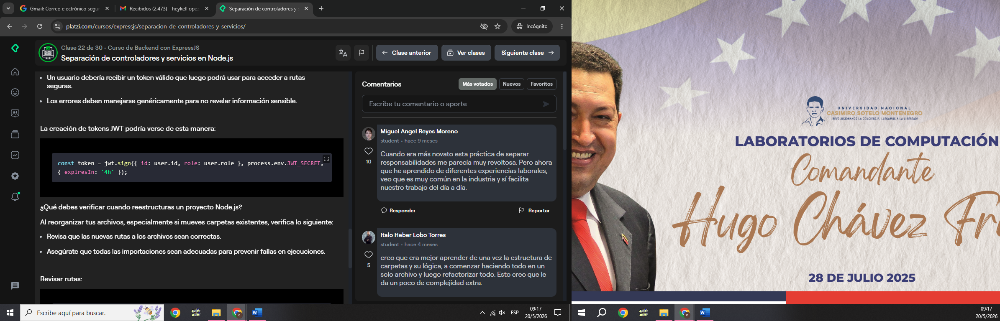 Gmail: Correo electrónico segur
Recibidos (2.473) - heykelllopez
Separación de controladores y s
platzi.com/cursos/expressjs/separacion-de-controladores-y-servicios/
Incógnito
Clase 22 de 30 • Curso de Backend con ExpressJS
Separación de controladores y servicios en Node.js
Clase anterior
Ver clases
Siguiente clase
Un usuario debería recibir un token válido que luego podrá usar para acceder a rutas
seguras.
Los errores deben manejarse genéricamente para no revelar información sensible.
La creación de tokens JWT podría verse de esta manera:
const token = jwt.sign({ id: user.id, role: user.role }, process.env.JWT_SECRET,
{ expiresIn: '4h' });
¿Qué debes verificar cuando reestructuras un proyecto Node.js?
Al reorganizar tus archivos, especialmente si mueves carpetas existentes, verifica lo siguiente:
Revisa que las nuevas rutas a los archivos sean correctas.
Asegúrate que todas las importaciones sean adecuadas para prevenir fallas en ejecuciones.
Revisar rutas:
Comentarios
Más votados
Nuevos
Favoritos
Escribe tu comentario o aporte
Miguel Angel Reyes Moreno
student • hace 9 meses
10
Cuando era más novato esta práctica de separar
responsabilidades me parecía muy revoltosa. Pero ahora
que he aprendido de diferentes experiencias laborales,
veo que es muy común en la industria y sí facilita
nuestro trabajo del día a día.
Responder
Reportar
Italo Heber Lobo Torres
student • hace 4 meses
5
creo que era mejor aprender de una vez la estructura de
carpetas y su lógica, a comenzar haciendo todo en un
solo archivo y luego refactorizar todo. Esto creo que le
da un poco de complejidad extra.
Escribe aquí para buscar.
ESP
09:17
20/5/2026
UNIVERSIDAD NACIONAL
CASIMIRO SOTELO MONTENEGRO
¡REVOLUCIONANDO LA CONCIENCIA, LLEGAMOS A LA LIBERTAD!
LABORATORIOS DE COMPUTACIÓN
Comandante
Hugo Chávez Fr
28 DE JULIO 2025
09:17
20/5/2026